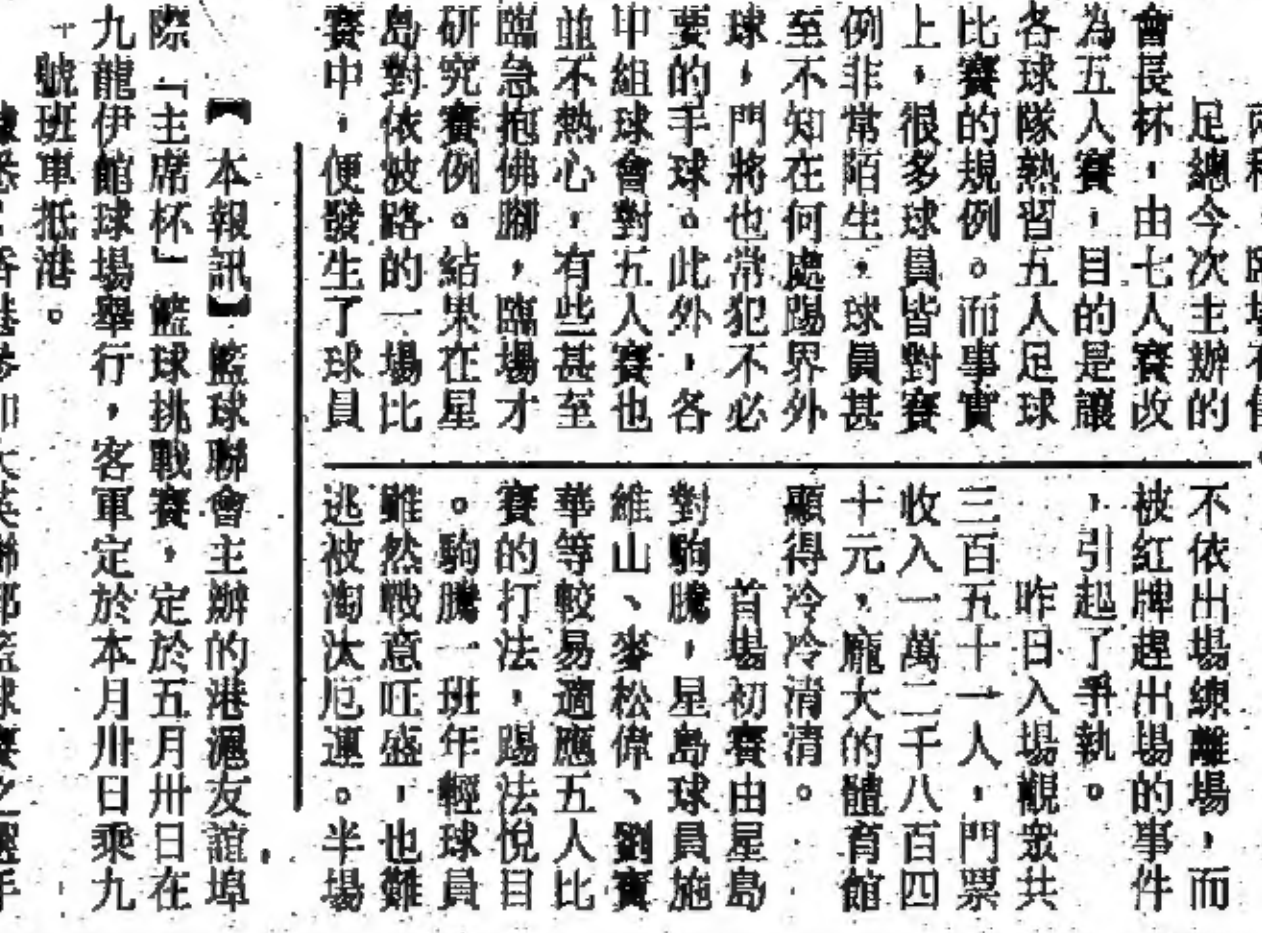 足總今次主辦的
會長杯，由七人賽改
為五人賽，目的是讓
各球隊熱習五人足球
比賽的規例。而事實
上，很多球員皆對賽
例非常陌生，球員甚
至不知在何處踢界外
球，門將也常犯不必
要的手球。此外，各
甲組球會對五人賽也
並不熱心，有些甚至
臨急抱佛腳，臨場才
研究賽例。結果在星
島對依波路的一場比
賽中，便發生了球員
不依出場練離場，而
被紅牌趕出場的事件
，引起了爭執。
昨日入場觀眾共
三百五十一人，門票
收入一萬二千八百四
十元，龐大的體育館
顯得冷冷清清。
首場初賽由星島
對駒騰，星島球員施
維山、麥松偉、劉寶
華等較易適應五人比
賽的打法，踢法悅目
。駒騰一班年輕球員
雖然戰意旺盛，也難
逃被淘汰厄運。半場
【本報訊】籃球聯會主辦的港滬友誼埠
際「主席杯」籃球挑戰賽，定於五月卅日在
九龍伊館球場舉行，客軍定於本月卅日乘九
十號班車抵港。